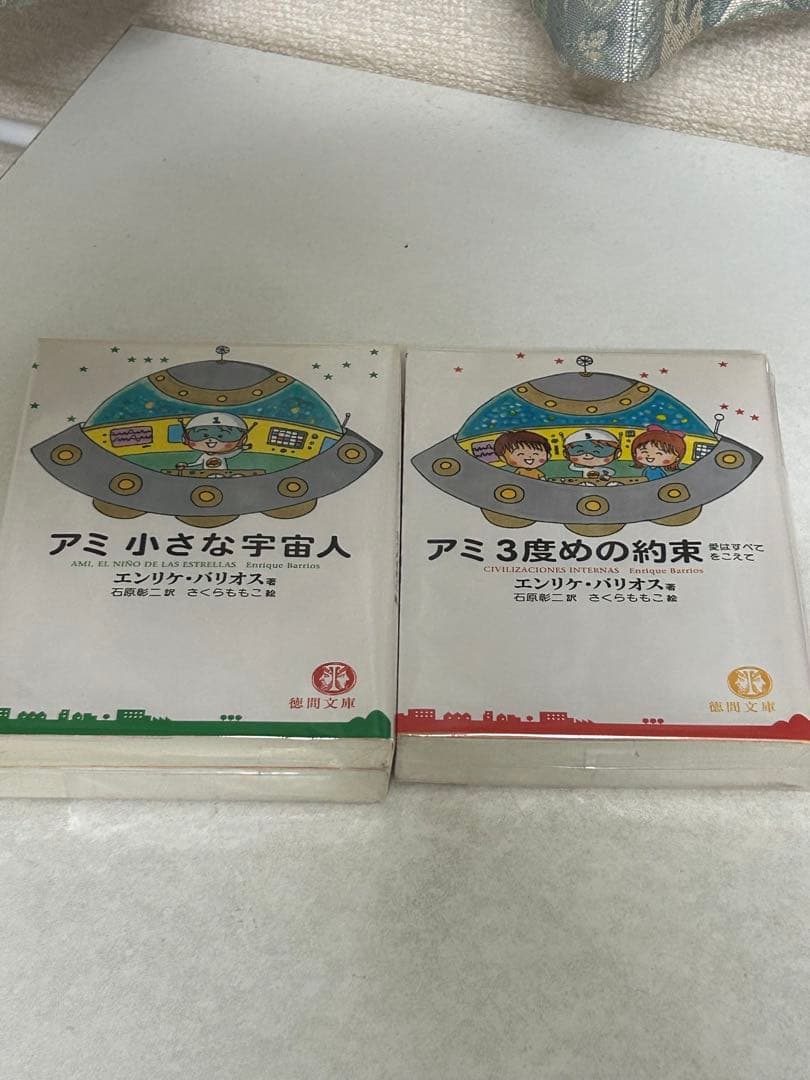 アミ 小さな宇宙人
AMI, EL NIÑO DE LAS ESTRELLAS Enrique Barrios
エンリケ・バリオス 著
石原彰二 訳 さくらももこ 絵
徳間文庫
アミ 3度めの約束 愛はすべて
をこえて
CIVILIZACIONES INTERNAS Enrique Barrios
エンリケ・バリオス 著
石原彰二 訳 さくらももこ 絵
徳間文庫